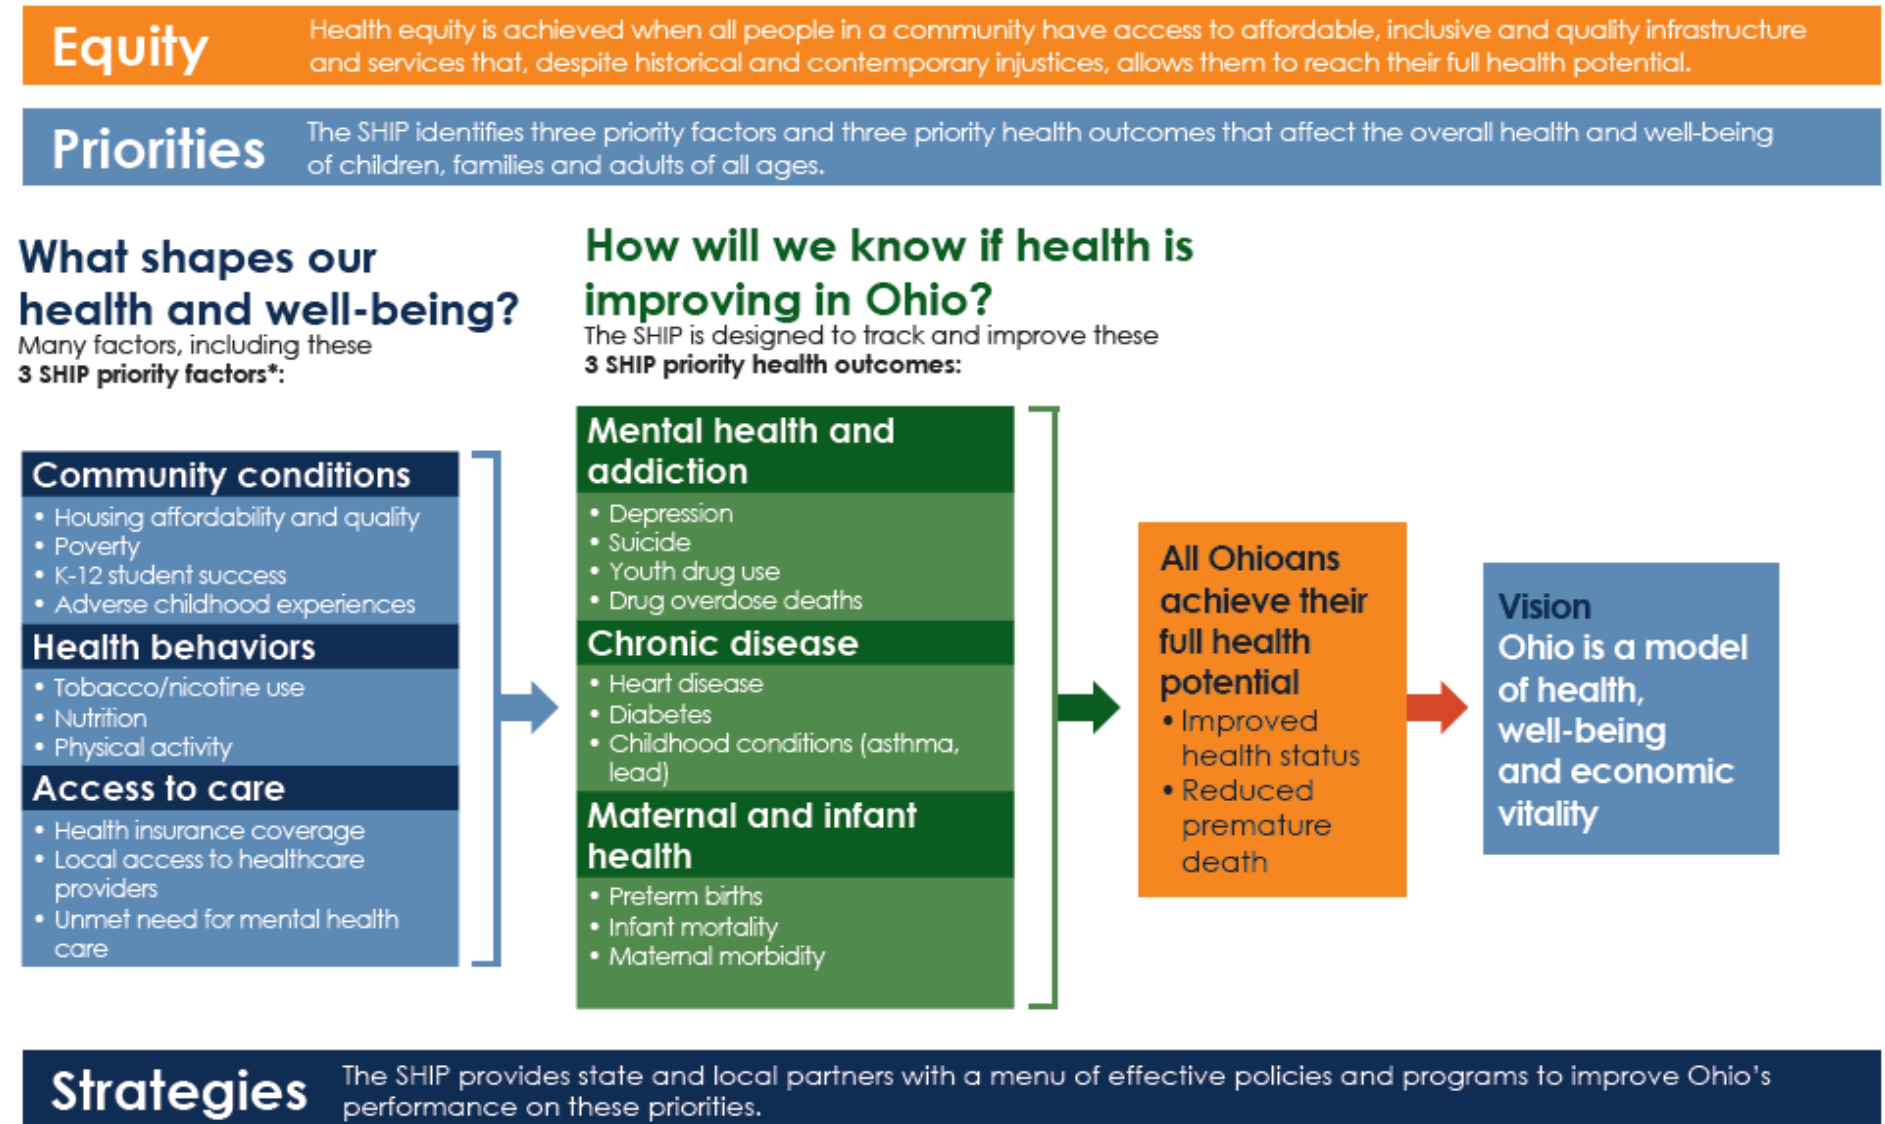 Equity
Health equity is achieved when all people in a community have access to affordable, inclusive and quality infrastructure
and services that, despite historical and contemporary injustices, allows them to reach their full health potential.
Priorities
The SHIP identifies three priority factors and three priority health outcomes that affect the overall health and well-being
of children, families and adults of all ages.
What shapes our
health and well-being?
Many factors, including these
3 SHIP priority factors*:
Community conditions
• Housing affordability and quality
• Poverty
• K-12 student success
• Adverse childhood experiences
Health behaviors
• Tobacco/nicotine use
• Nutrition
• Physical activity
Access to care
• Health insurance coverage
• Local access to healthcare
providers
• Unmet need for mental health
care
How will we know if health is
improving in Ohio?
The SHIP is designed to track and improve these
3 SHIP priority health outcomes:
Mental health and
addiction
• Depression
• Suicide
• Youth drug use
• Drug overdose deaths
Chronic disease
• Heart disease
• Diabetes
• Childhood conditions (asthma,
lead)
Maternal and infant
health
• Preterm births
• Infant mortality
• Maternal morbidity
All Ohioans
achieve their
full health
potential
• Improved
health status
• Reduced
premature
death
Vision
Ohio is a model
of health,
well-being
and economic
vitality
Strategies
The SHIP provides state and local partners with a menu of effective policies and programs to improve Ohio's
performance on these priorities.